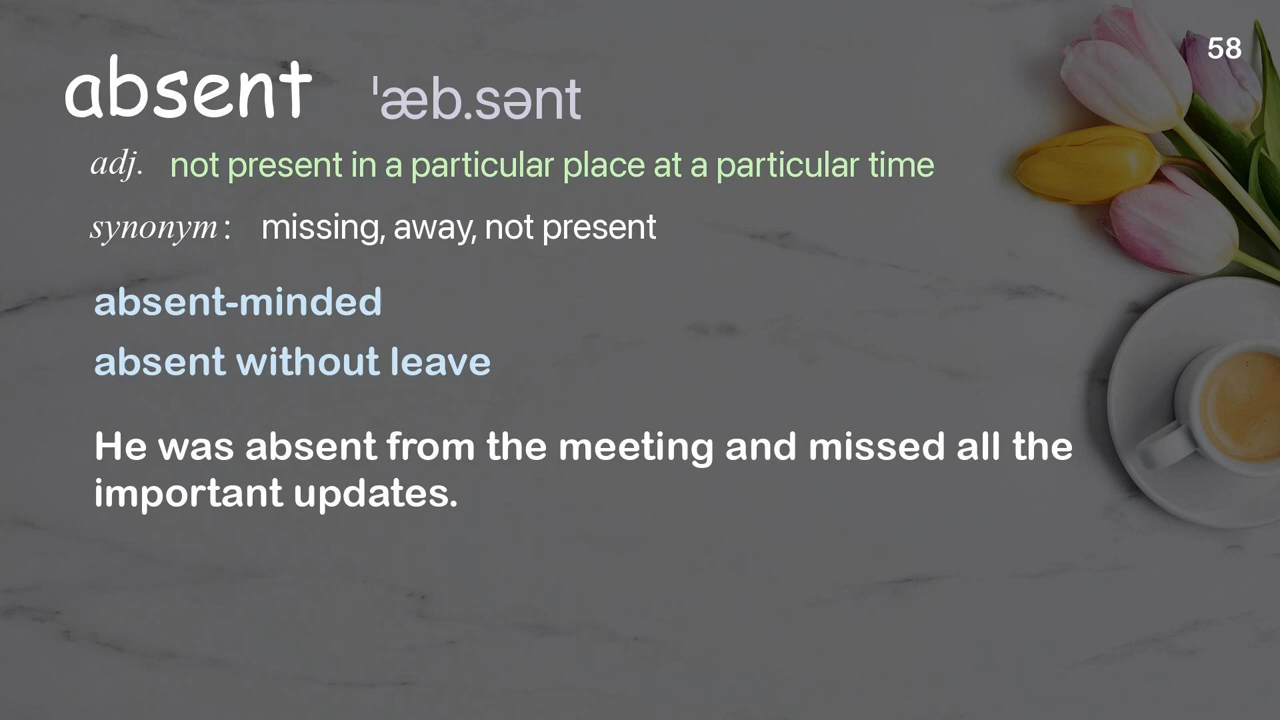 58
absent ˈæb.sənt
adj. not present in a particular place at a particular time
synonym: missing, away, not present
absent-minded
absent without leave
He was absent from the meeting and missed all the
important updates.